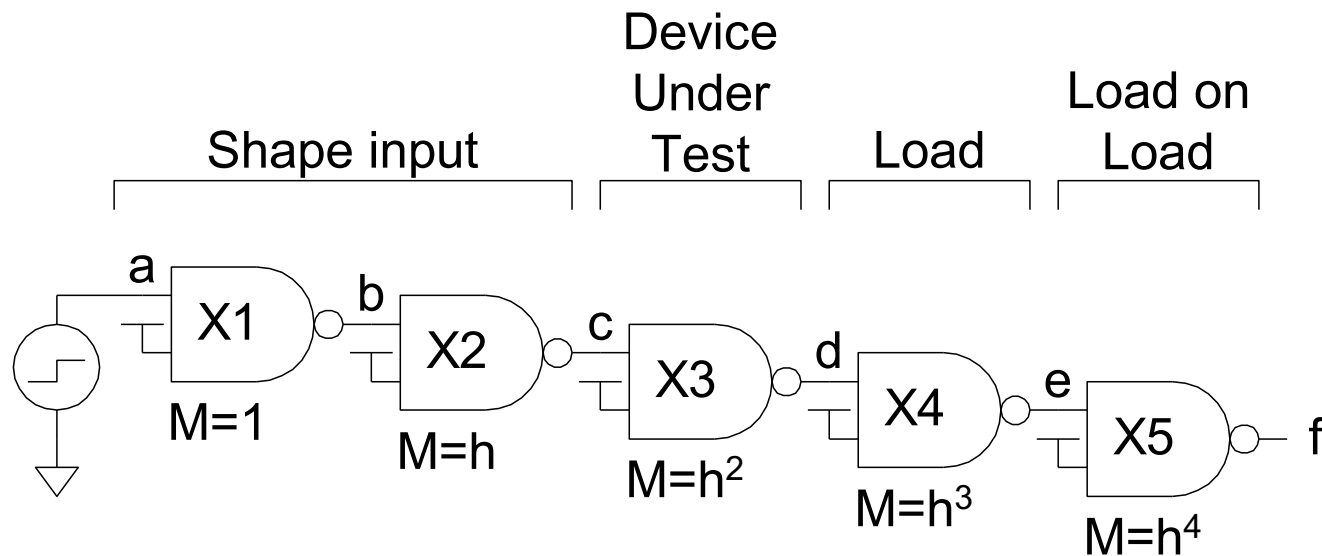 Device
Under
Test
Load on
Load
Shape input
Load
a
X1
M=1
b
X2
M=h
c
X3
M=h²
d
X4
M=h³
e
X5
M=h⁴
f